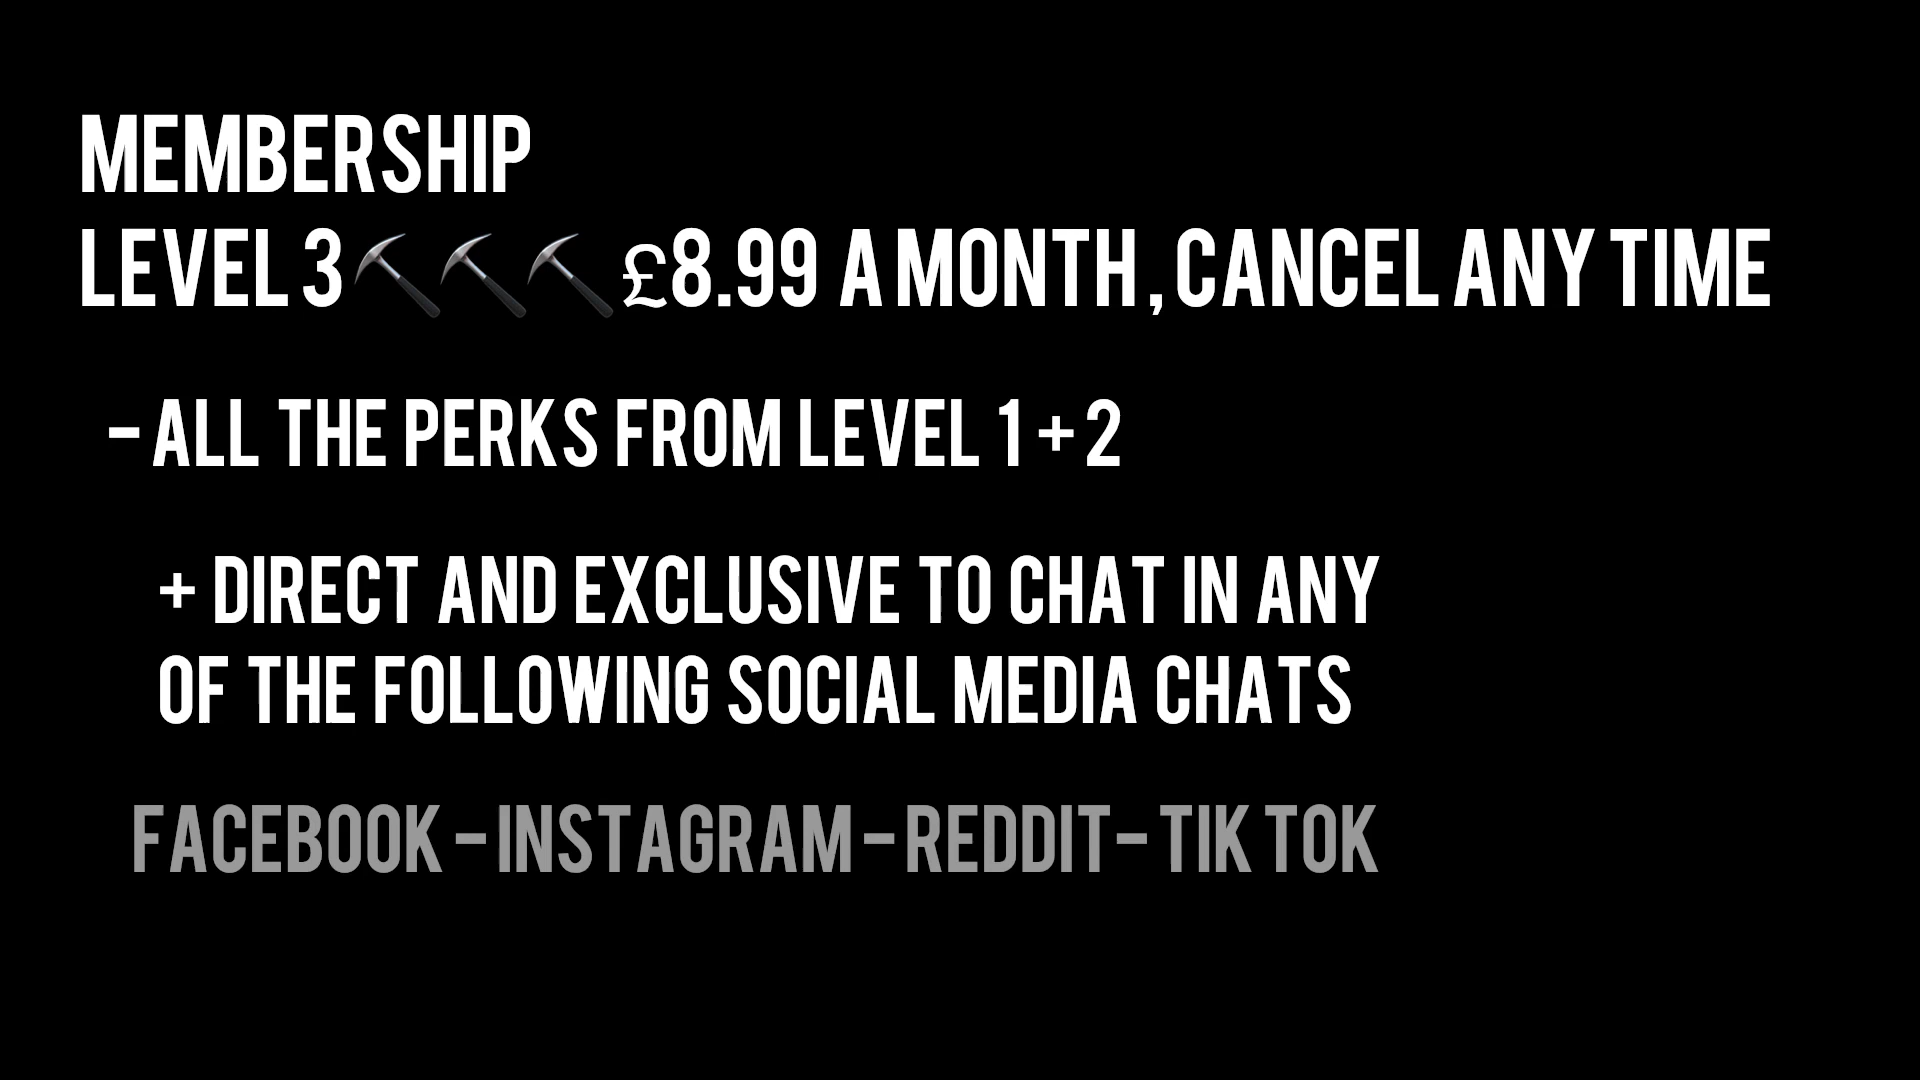 MEMBERSHIP
LEVEL 3⛏⛏⛏ £8.99 A MONTH, CANCEL ANY TIME
- ALL THE PERKS FROM LEVEL 1 + 2
+ DIRECT AND EXCLUSIVE TO CHAT IN ANY
OF THE FOLLOWING SOCIAL MEDIA CHATS
FACEBOOK - INSTAGRAM - REDDIT - TIK TOK